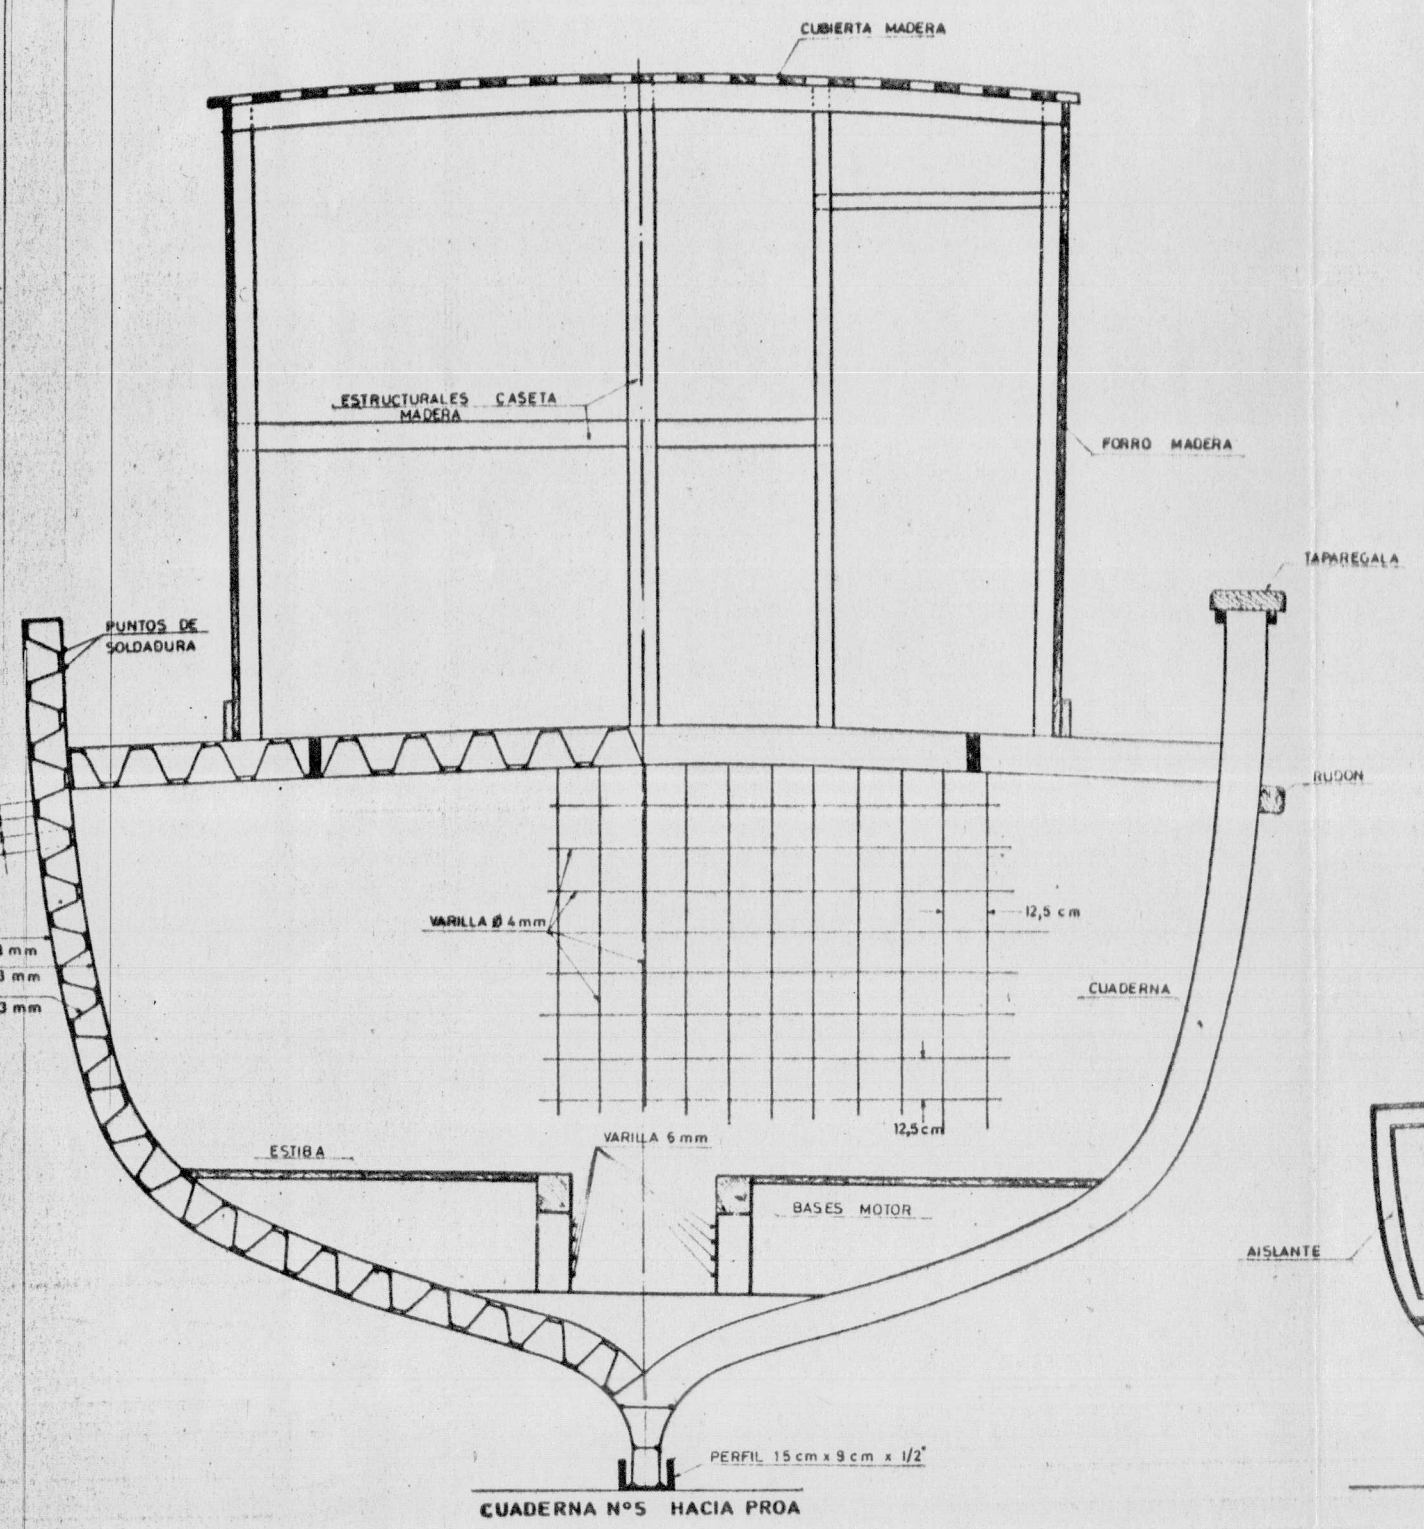 CUBIERTA MADERA
ESTRUCTURALES CASETA
MADERA
FORRO MADERA
TAPAREGALA
PUNTOS DE
SOLDADURA
RUDON
VARILLA Ø 4 mm
12,5 cm
mm
mm
3 mm
CUADERNA
12,5 cm
VARILLA 6 mm
ESTIBA
BASES MOTOR
AISLANTE
PERFIL 15 cm x 9 cm x 1/2"
CUADERNA Nº5 HACIA PROA